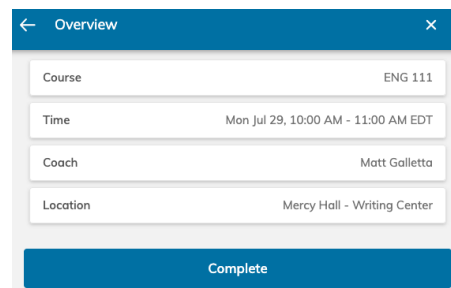 Overview
Course ENG 111
Time Mon Jul 29, 10:00 AM - 11:00 AM EDT
Coach Matt Galletta
Location Mercy Hall - Writing Center
Complete